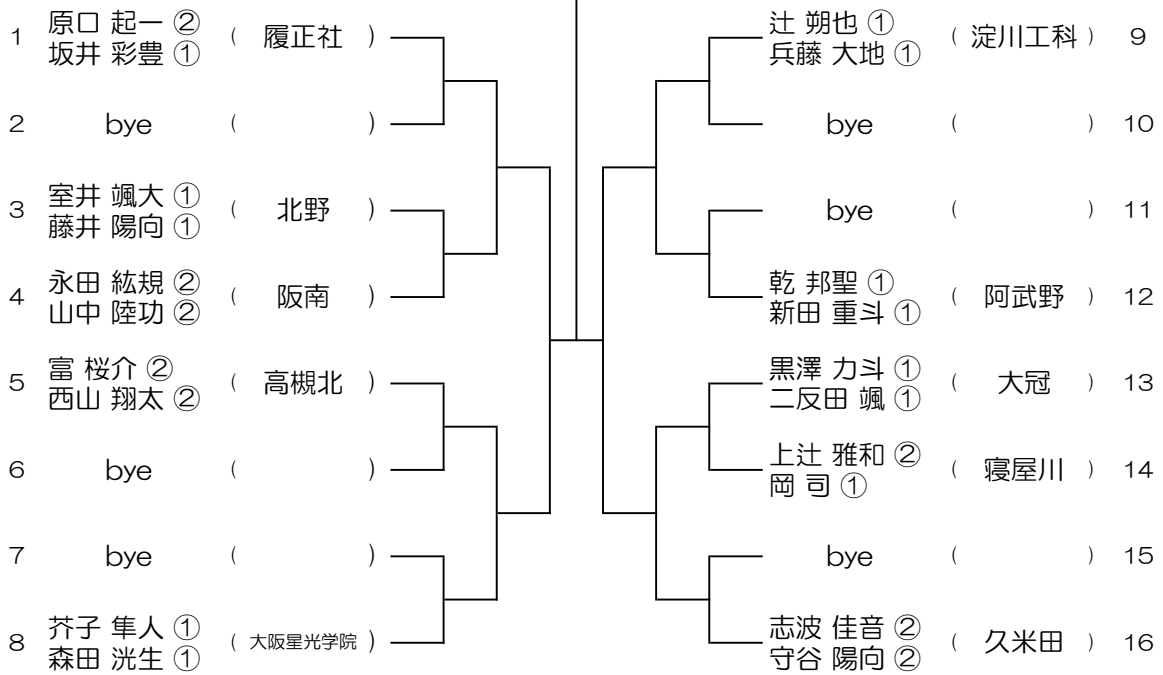 1 原口 起一 ② ( 履正社 )
坂井 彩豊 ①
2 bye ( )
3 室井 颯大 ① ( 北野 )
藤井 陽向 ①
4 永田 紘規 ② ( 阪南 )
山中 陸功 ②
5 富 桜介 ② ( 高槻北 )
西山 翔太 ②
6 bye ( )
7 bye ( )
8 芥子 隼人 ① ( 大阪星光学院 )
森田 洸生 ①
辻 朔也 ① ( 淀川工科 ) 9
兵藤 大地 ①
bye ( ) 10
bye ( ) 11
乾 邦聖 ① ( 阿武野 ) 12
新田 重斗 ①
黒澤 力斗 ① ( 大冠 ) 13
二反田 颯 ①
上辻 雅和 ② ( 寝屋川 ) 14
岡 司 ①
bye ( ) 15
志波 佳音 ② ( 久米田 ) 16
守谷 陽向 ②